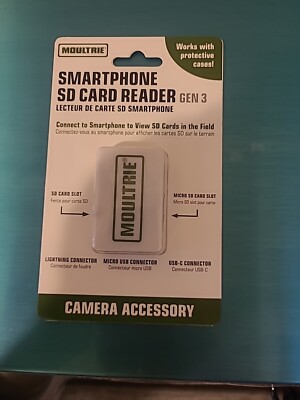 MOULTRIE
Works with
protective
cases!
SMARTPHONE
SD CARD READER GEN 3
LECTEUR DE CARTE SD SMARTPHONE
Connect to Smartphone to View SD Cards in the Field
Connectez-vous au smartphone pour afficher les cartes SD sur le terrain
SD CARD SLOT
Fente pour carte SD
MICRO SD CARD SLOT
Micro SD slot pour carte
MOULTRIE
LIGHTNING CONNECTOR
Connecteur de foudre
MICRO USB CONNECTOR
Connecteur micro USB
USB-C CONNECTOR
Connecteur USB-C
CAMERA ACCESSORY